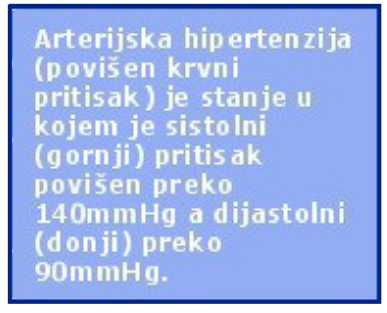 Arterijska hipertenzija
(povišen krvni
pritisak) je stanje u
kojem je sistolni
(gornji) pritisak
povišen preko
140mmHg a dijastolni
(donji) preko
90mmHg.